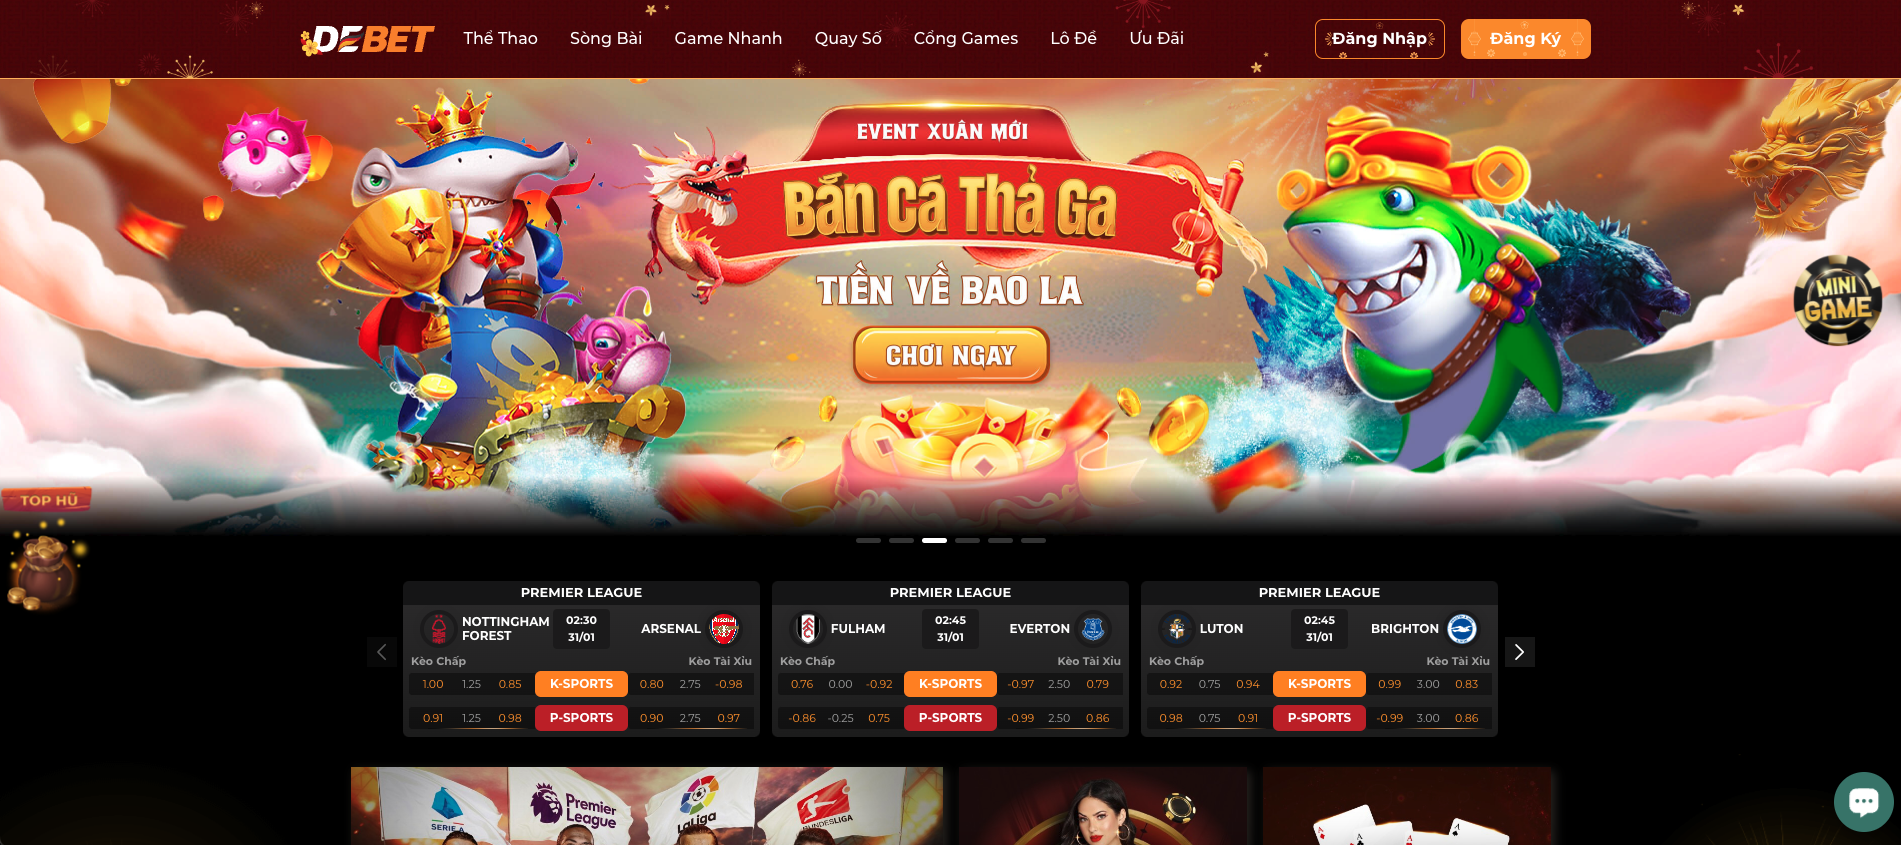 DEBET
Thể Thao
Sòng Bài
Game Nhanh
Quay Số
Cổng Games
Lô Đề
Ưu Đãi
Đăng Nhập
Đăng Ký
EVENT XUÂN MỚI
Bắn Cá Thả Ga
TIỀN VỀ BAO LA
CHƠI NGAY
MINI
GAME
TOP HŨ
PREMIER LEAGUE
NOTTINGHAM
FOREST
02:30
31/01
ARSENAL
Arsenal
Kèo Chấp
Kèo Tài Xỉu
1.00 1.25 0.85 K-SPORTS 0.80 2.75 -0.98
0.91 1.25 0.98 P-SPORTS 0.90 2.75 0.97
PREMIER LEAGUE
FULHAM
02:45
31/01
EVERTON
Kèo Chấp
Kèo Tài Xỉu
0.76 0.00 -0.92 K-SPORTS -0.97 2.50 0.79
-0.86 -0.25 0.75 P-SPORTS -0.99 2.50 0.86
PREMIER LEAGUE
LUTON
02:45
31/01
BRIGHTON
Kèo Chấp
Kèo Tài Xỉu
0.92 0.75 0.94 K-SPORTS 0.99 3.00 0.83
0.98 0.75 0.91 P-SPORTS -0.99 3.00 0.86
SERIE A
Premier
League
LaLiga
BUNDESLIGA
A
A
A
A